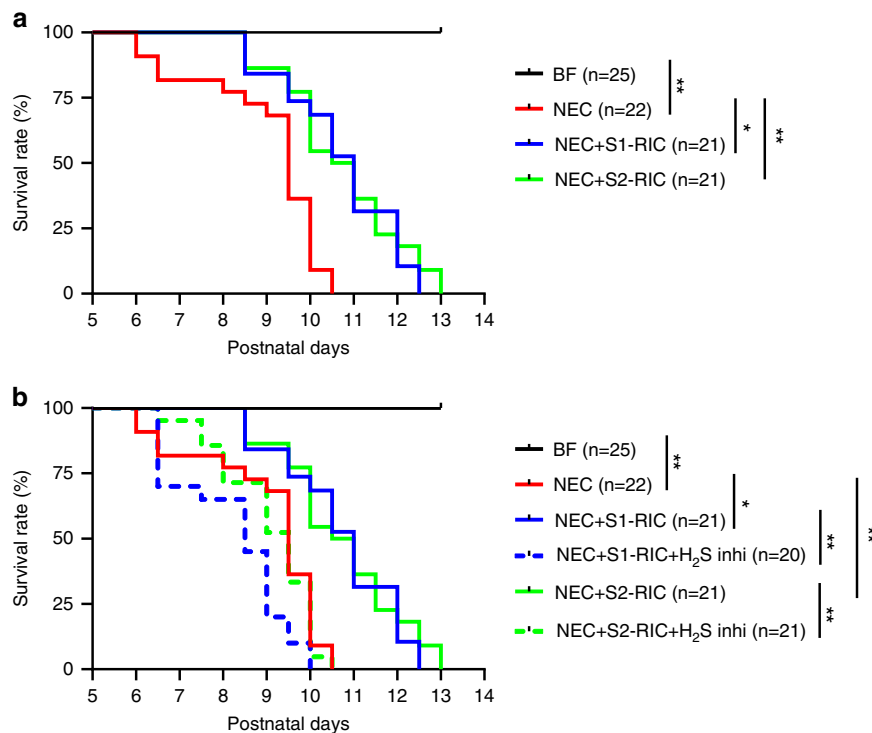 a
100
75
50
25
0
Survival rate (%)
5 6 7 8 9 10 11 12 13 14
Postnatal days
BF (n=25)
NEC (n=22)
NEC+S1-RIC (n=21)
NEC+S2-RIC (n=21)
**
*
**
b
100
75
50
25
0
Survival rate (%)
5 6 7 8 9 10 11 12 13 14
Postnatal days
BF (n=25)
NEC (n=22)
NEC+S1-RIC (n=21)
NEC+S1-RIC+H₂S inhi (n=20)
NEC+S2-RIC (n=21)
NEC+S2-RIC+H₂S inhi (n=21)
**
*
**
**
**